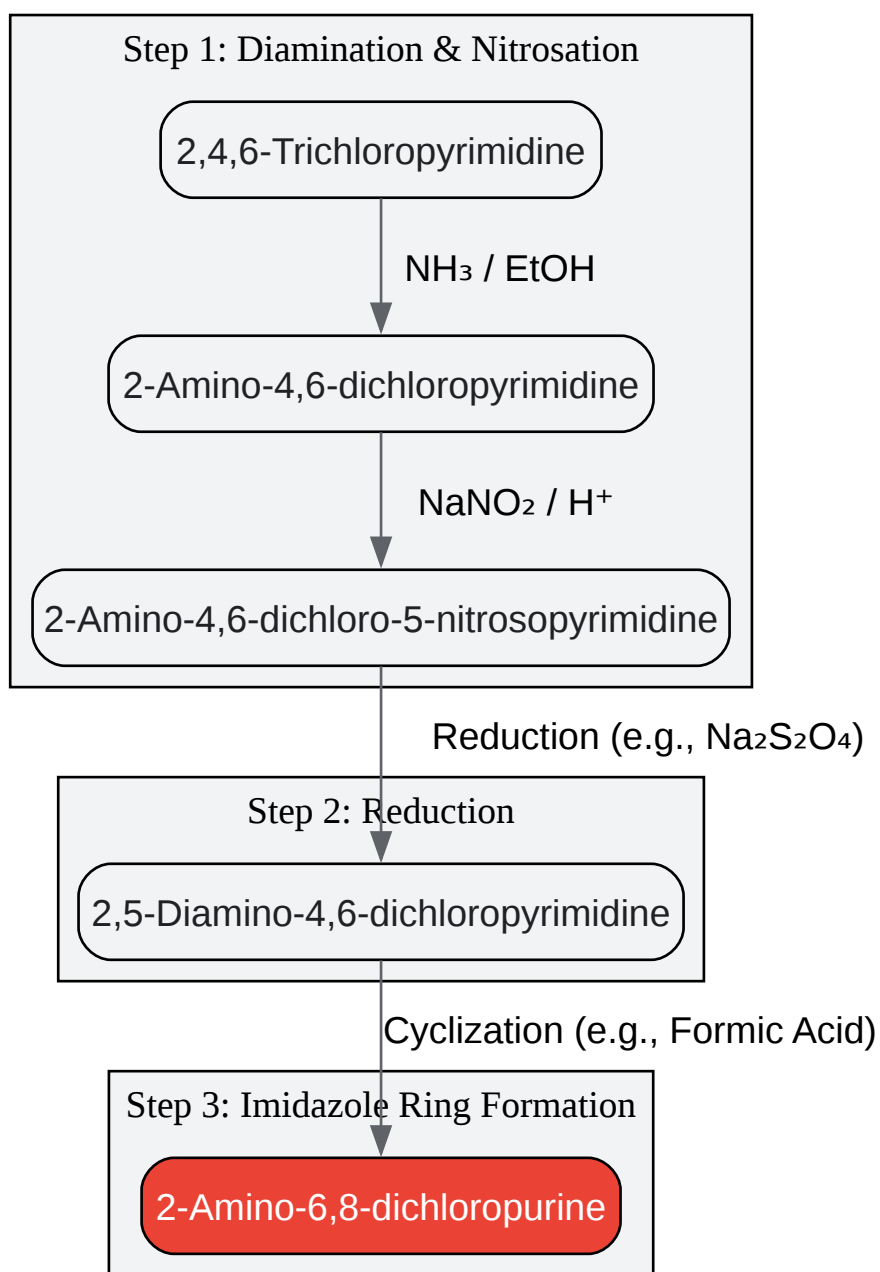 Step 1: Diamination & Nitrosation
2,4,6-Trichloropyrimidine
NH₃ / EtOH
2-Amino-4,6-dichloropyrimidine
NaNO₂ / H⁺
2-Amino-4,6-dichloro-5-nitrosopyrimidine
Reduction (e.g., Na₂S₂O₄)
Step 2: Reduction
2,5-Diamino-4,6-dichloropyrimidine
Cyclization (e.g., Formic Acid)
Step 3: Imidazole Ring Formation
2-Amino-6,8-dichloropurine